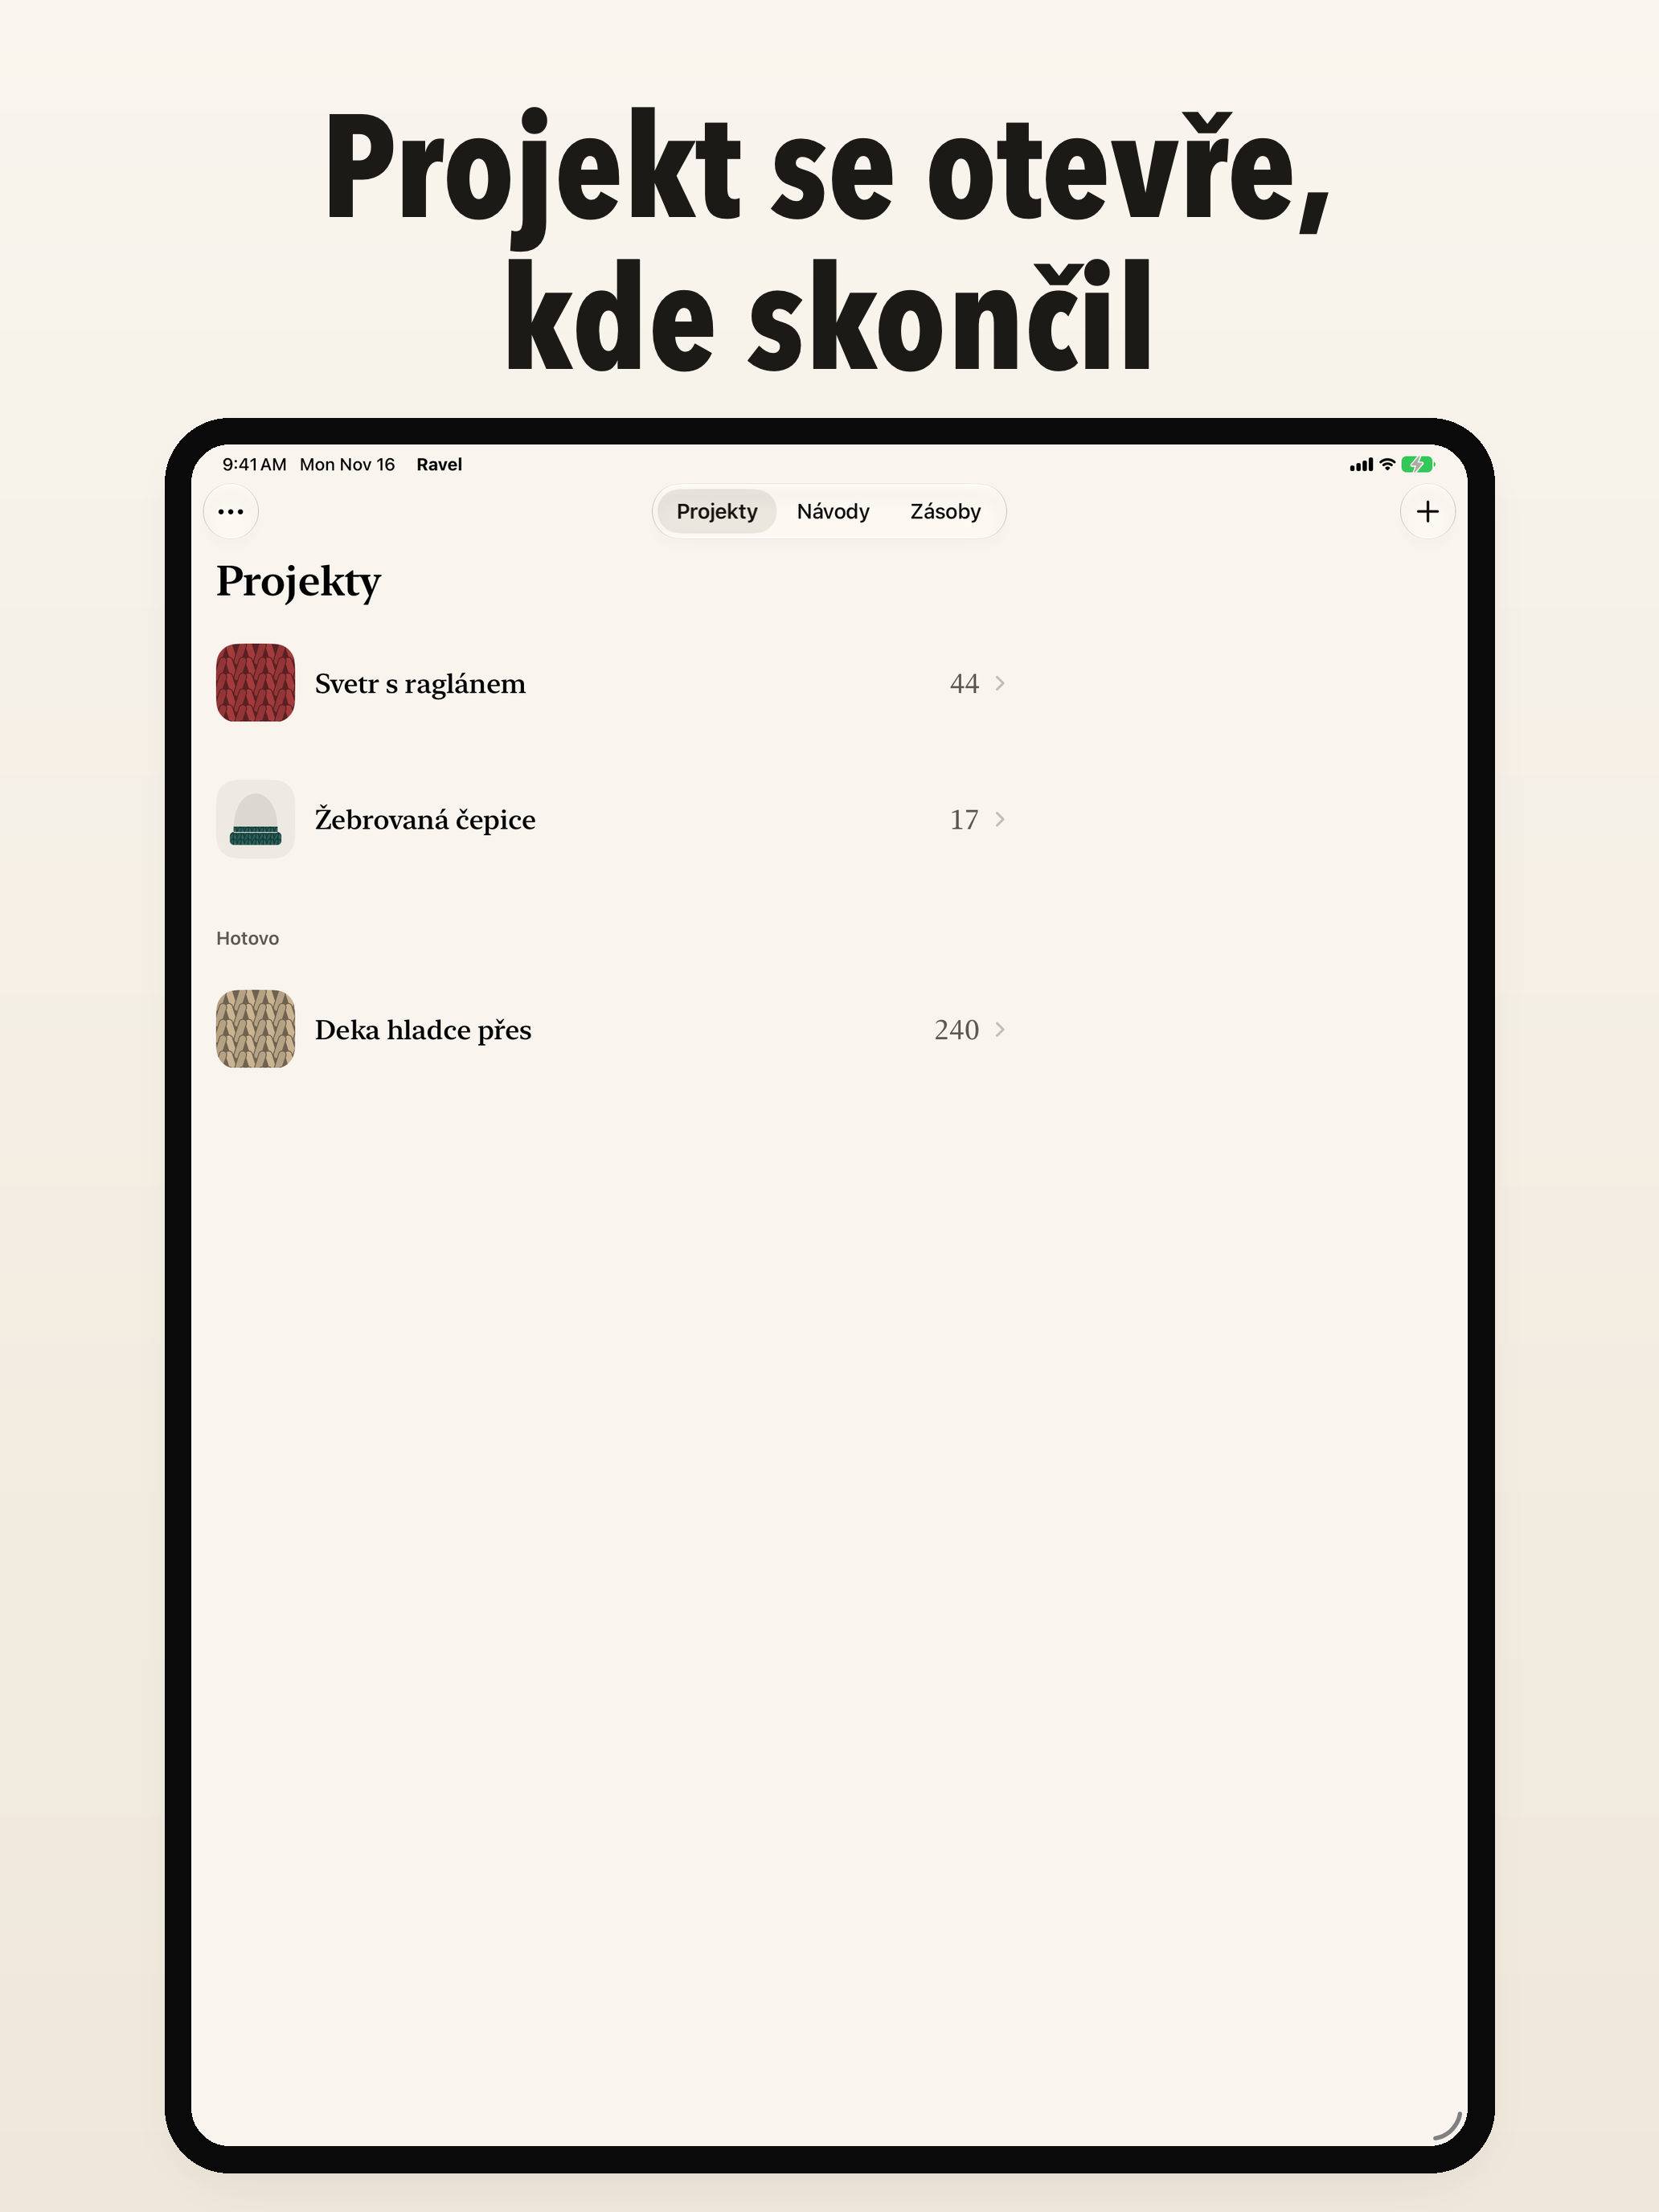 Projekt se otevře,
kde skončil
9:41 AM Mon Nov 16 Ravel
Projekty Návody Zásoby
Projekty
Svetr s raglánem 44
Žebrovaná čepice 17
Hotovo
Deka hladce přes 240